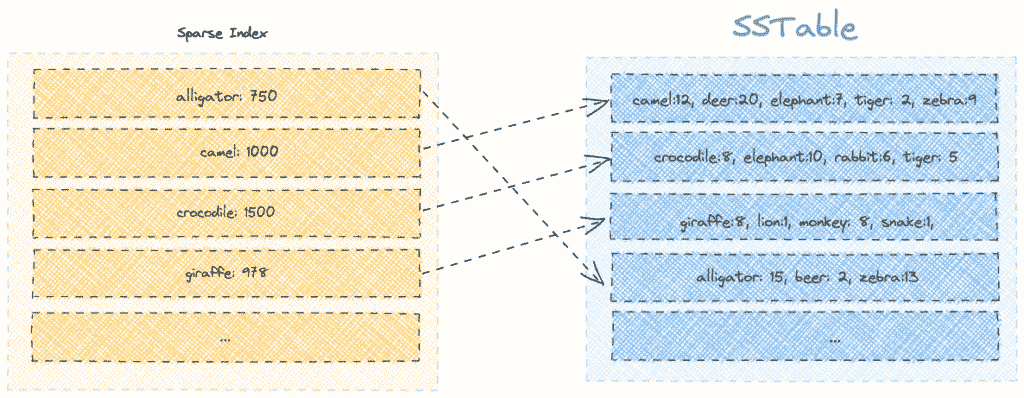 Sparse Index
alligator: 750
camel: 1000
crocodile: 1500
giraffe: 978
...
SSTable
camel:12, deer:20, elephant:7, tiger: 2, zebra:9
crocodile:8, elephant:10, rabbit:6, tiger: 5
giraffe:8, lion:1, monkey: 8, snake:1,
alligator: 15, beer: 2, zebra:13
...